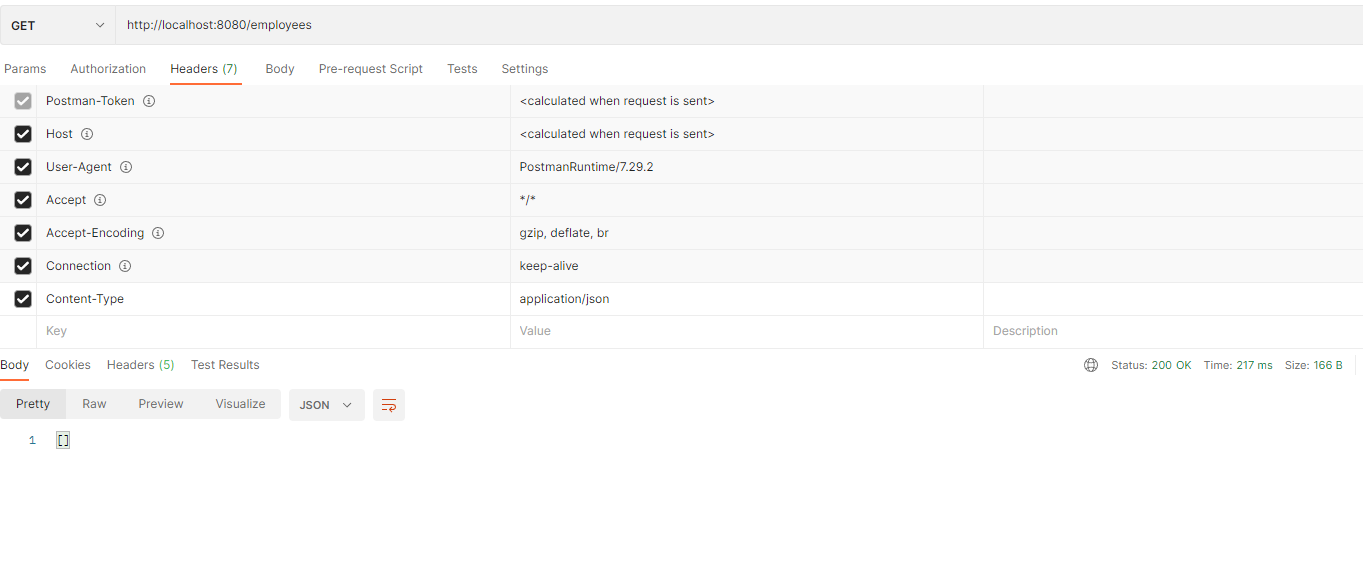 GET http://localhost:8080/employees
Params Authorization Headers (7) Body Pre-request Script Tests Settings
Postman-Token <calculated when request is sent>
Host <calculated when request is sent>
User-Agent PostmanRuntime/7.29.2
Accept */*
Accept-Encoding gzip, deflate, br
Connection keep-alive
Content-Type application/json
Key Value Description
Body Cookies Headers (5) Test Results Status: 200 OK Time: 217 ms Size: 166 B
Pretty Raw Preview Visualize JSON
1 []